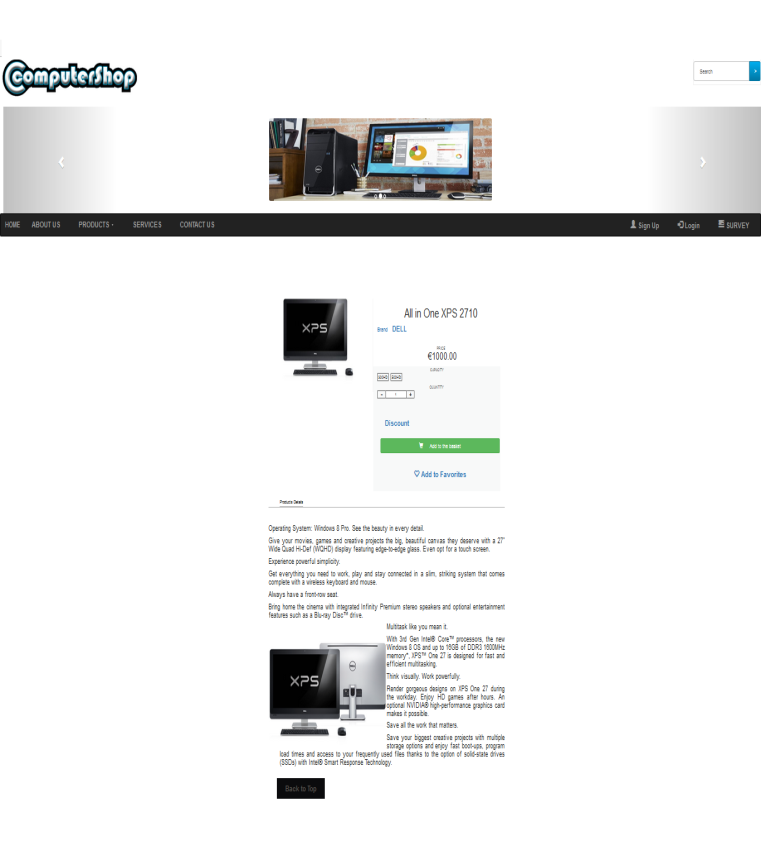 ComputerShop
Search
HOME ABOUT US PRODUCTS SERVICES CONTACT US Sign Up Login SURVEY
XPS
All in One XPS 2710
Brand DELL
PRICE
€1000.00
CAPACITY
QUANTITY
- 1 +
Discount
Add to the basket
Add to Favorites
Products Details
Operating System: Windows 8 Pro. See the beauty in every detail.
Give your movies, games and creative projects the big, beautiful canvas they deserve with a 27"
Wide Quad Hi-Def (WQHD) display featuring edge-to-edge glass. Even opt for a touch screen.
Experience powerful simplicity.
Get everything you need to work, play and stay connected in a slim, striking system that comes
complete with a wireless keyboard and mouse.
Always have a front-row seat.
Bring home the cinema with integrated Infinity Premium stereo speakers and optional entertainment
features such as a Blu-ray Disc™ drive.
Multitask like you mean it.
With 3rd Gen Intel® Core™ processors, the new
Windows 8 OS and up to 16GB of DDR3 1600MHz
memory*, XPS™ One 27 is designed for fast and
efficient multitasking.
Think visually. Work powerfully.
XPS
Render gorgeous designs on XPS One 27 during
the workday. Enjoy HD games after hours. An
optional NVIDIA® high-performance graphics card
makes it possible.
Save all the work that matters.
Save your biggest creative projects with multiple
storage options and enjoy fast boot-ups, program
load times and access to your frequently used files thanks to the option of solid-state drives
(SSDs) with Intel® Smart Response Technology.
Back to Top